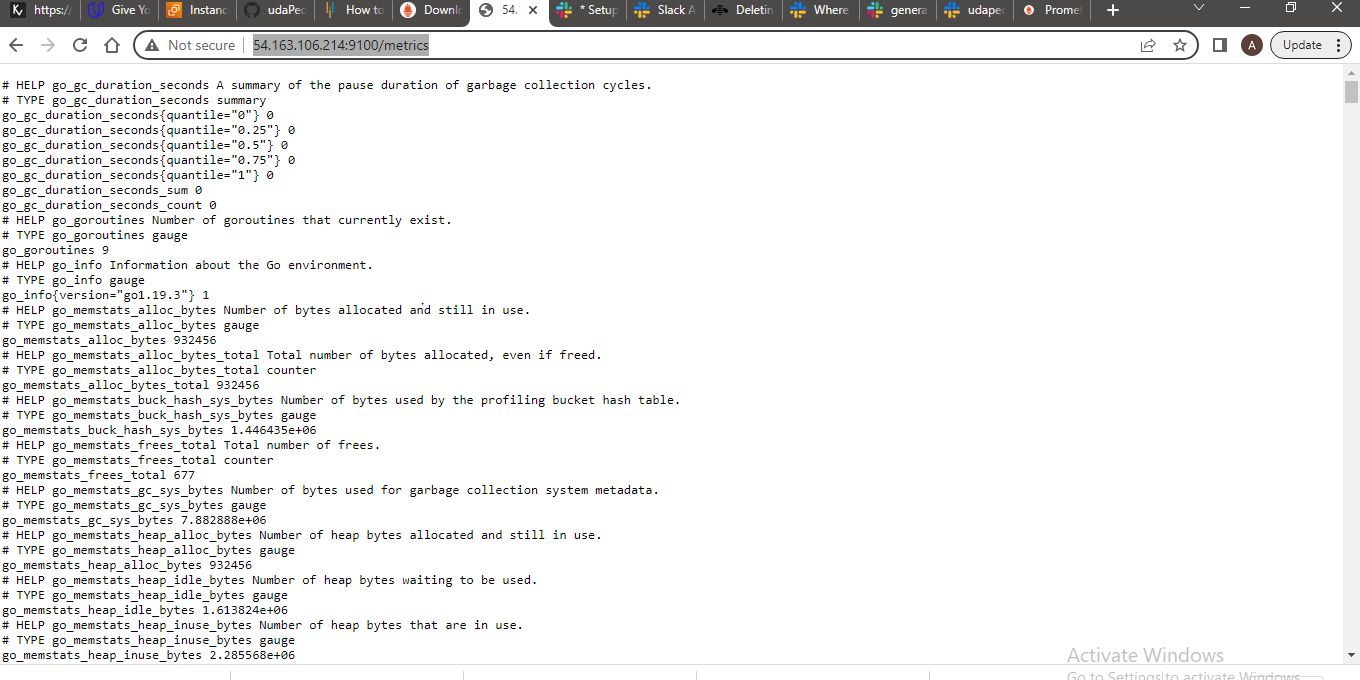 https:/
Give Yo
Instanc
udaPec
How to
Downlo
54.
* Setup
Slack A
Deletin
Where
genera
udapec
Promet
Not secure
54.163.106.214:9100/metrics
A
Update
# HELP go_gc_duration_seconds A summary of the pause duration of garbage collection cycles.
# TYPE go_gc_duration_seconds summary
go_gc_duration_seconds{quantile="0"} 0
go_gc_duration_seconds{quantile="0.25"} 0
go_gc_duration_seconds{quantile="0.5"} 0
go_gc_duration_seconds{quantile="0.75"} 0
go_gc_duration_seconds{quantile="1"} 0
go_gc_duration_seconds_sum 0
go_gc_duration_seconds_count 0
# HELP go_goroutines Number of goroutines that currently exist.
# TYPE go_goroutines gauge
go_goroutines 9
# HELP go_info Information about the Go environment.
# TYPE go_info gauge
go_info{version="go1.19.3"} 1
# HELP go_memstats_alloc_bytes Number of bytes allocated and still in use.
# TYPE go_memstats_alloc_bytes gauge
go_memstats_alloc_bytes 932456
# HELP go_memstats_alloc_bytes_total Total number of bytes allocated, even if freed.
# TYPE go_memstats_alloc_bytes_total counter
go_memstats_alloc_bytes_total 932456
# HELP go_memstats_buck_hash_sys_bytes Number of bytes used by the profiling bucket hash table.
# TYPE go_memstats_buck_hash_sys_bytes gauge
go_memstats_buck_hash_sys_bytes 1.446435e+06
# HELP go_memstats_frees_total Total number of frees.
# TYPE go_memstats_frees_total counter
go_memstats_frees_total 677
# HELP go_memstats_gc_sys_bytes Number of bytes used for garbage collection system metadata.
# TYPE go_memstats_gc_sys_bytes gauge
go_memstats_gc_sys_bytes 7.882888e+06
# HELP go_memstats_heap_alloc_bytes Number of heap bytes allocated and still in use.
# TYPE go_memstats_heap_alloc_bytes gauge
go_memstats_heap_alloc_bytes 932456
# HELP go_memstats_heap_idle_bytes Number of heap bytes waiting to be used.
# TYPE go_memstats_heap_idle_bytes gauge
go_memstats_heap_idle_bytes 1.613824e+06
# HELP go_memstats_heap_inuse_bytes Number of heap bytes that are in use.
# TYPE go_memstats_heap_inuse_bytes gauge
go_memstats_heap_inuse_bytes 2.285568e+06
Activate Windows
Go to Settings to activate Windows.